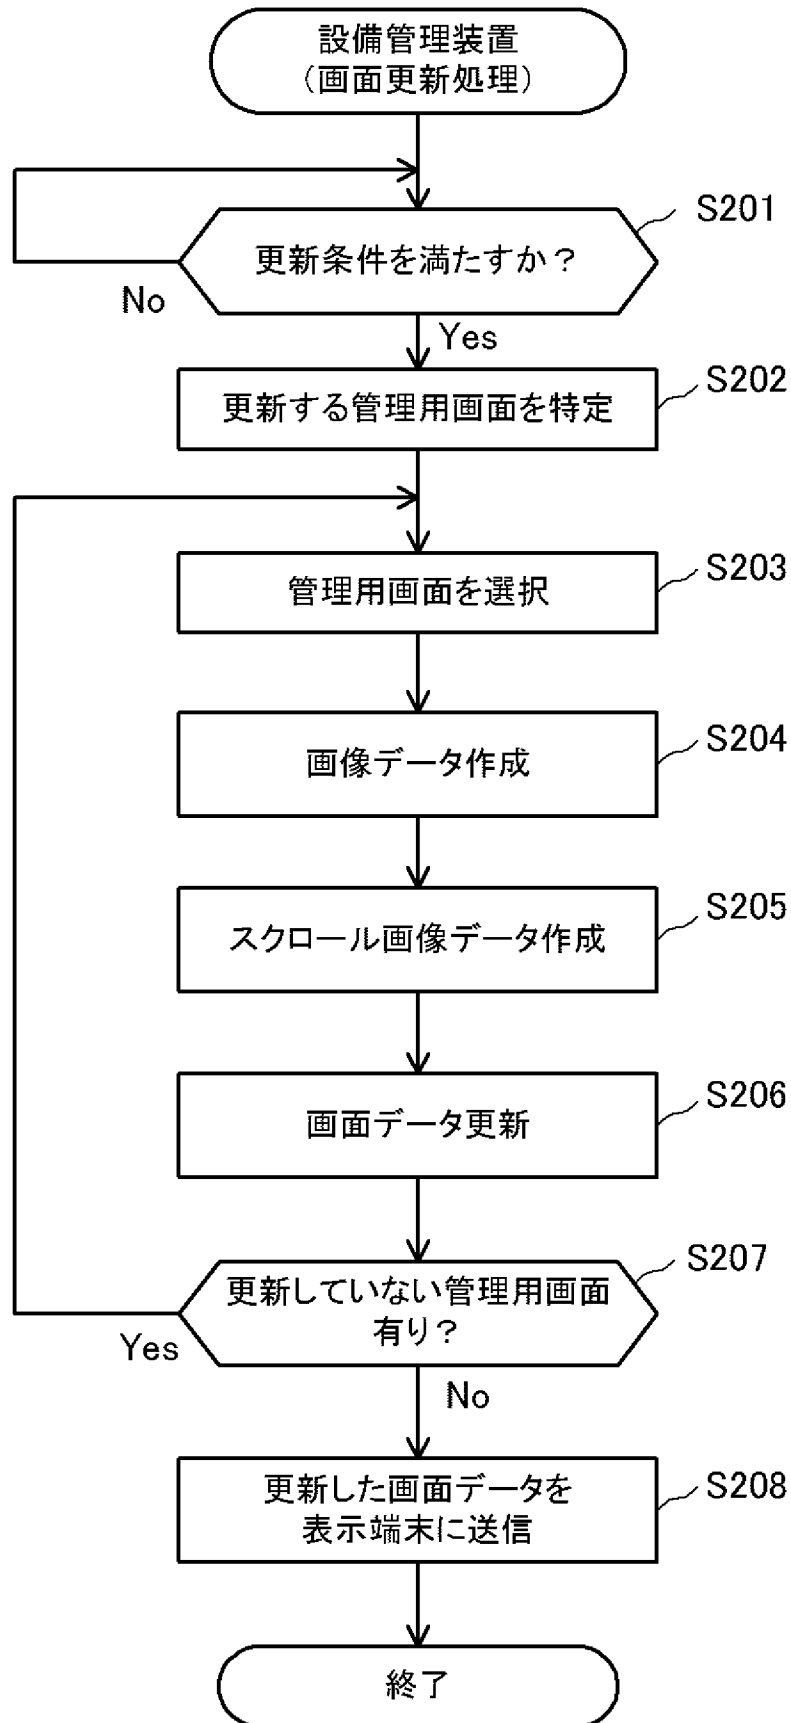 設備管理装置
（画面更新処理）
S201
更新条件を満たすか？
No
Yes
S202
更新する管理用画面を特定
S203
管理用画面を選択
S204
画像データ作成
S205
スクロール画像データ作成
S206
画面データ更新
S207
更新していない管理用画面
有り？
Yes
No
S208
更新した画面データを
表示端末に送信
終了